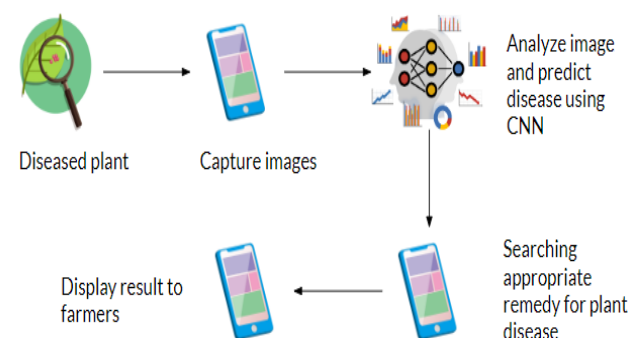 Diseased plant
Capture images
Analyze image
and predict
disease using
CNN
Searching
appropriate
remedy for plant
disease
Display result to
farmers